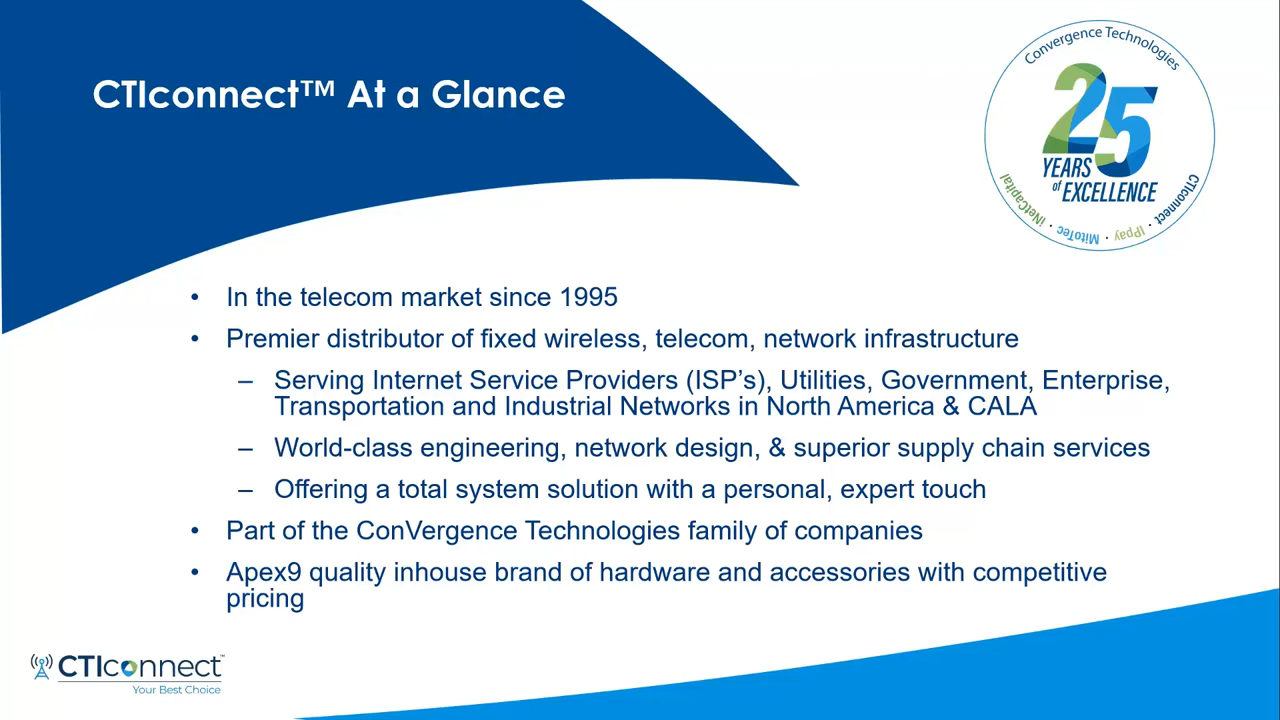 CTIconnect™ At a Glance
Convergence Technologies
25
YEARS
of EXCELLENCE
iNetCapital · MitoTec · IPpay · CTIconnect
• In the telecom market since 1995
• Premier distributor of fixed wireless, telecom, network infrastructure
– Serving Internet Service Providers (ISP’s), Utilities, Government, Enterprise,
Transportation and Industrial Networks in North America & CALA
– World-class engineering, network design, & superior supply chain services
– Offering a total system solution with a personal, expert touch
• Part of the ConVergence Technologies family of companies
• Apex9 quality inhouse brand of hardware and accessories with competitive
pricing
CTIconnect™
Your Best Choice